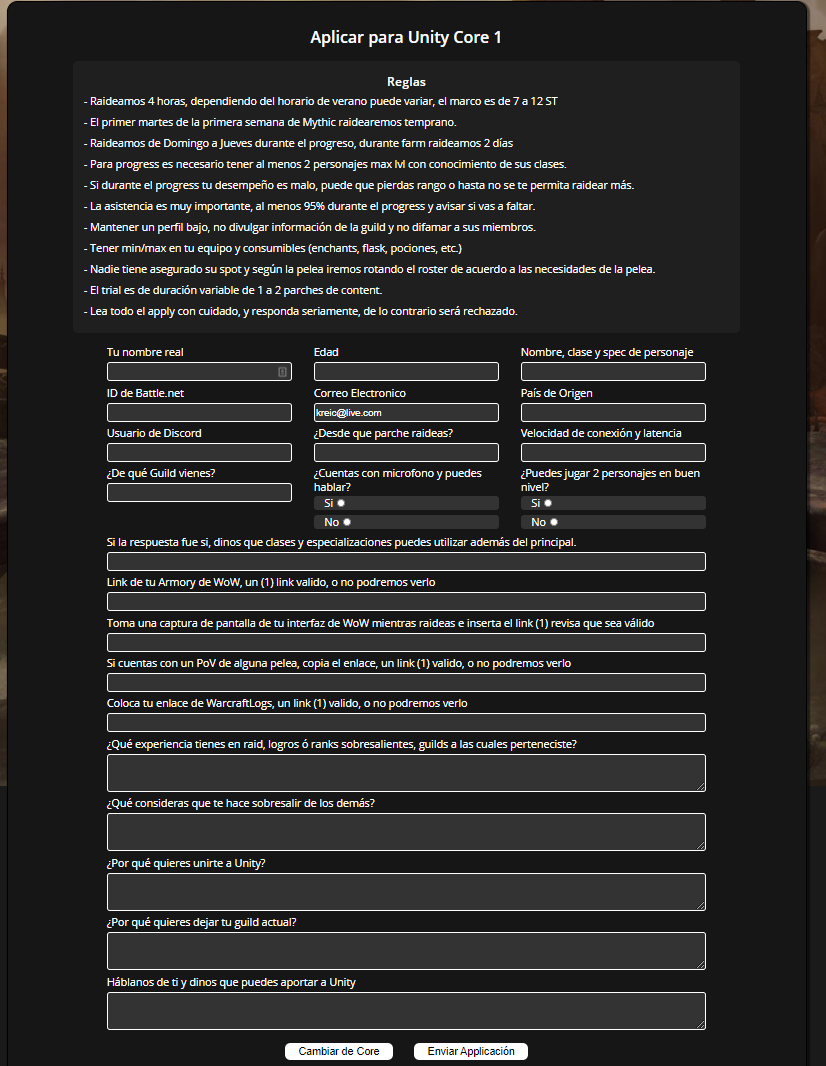 Aplicar para Unity Core 1
Reglas
- Raideamos 4 horas, dependiendo del horario de verano puede variar, el marco es de 7 a 12 ST
- El primer martes de la primera semana de Mythic raidearemos temprano.
- Raideamos de Domingo a Jueves durante el progreso, durante farm raideamos 2 días
- Para progress es necesario tener al menos 2 personajes max lvl con conocimiento de sus clases.
- Si durante el progress tu desempeño es malo, puede que pierdas rango o hasta no se te permita raidear más.
- La asistencia es muy importante, al menos 95% durante el progress y avisar si vas a faltar.
- Mantener un perfil bajo, no divulgar información de la guild y no difamar a sus miembros.
- Tener min/max en tu equipo y consumibles (enchants, flask, pociones, etc.)
- Nadie tiene asegurado su spot y según la pelea iremos rotando el roster de acuerdo a las necesidades de la pelea.
- El trial es de duración variable de 1 a 2 parches de content.
- Lea todo el apply con cuidado, y responda seriamente, de lo contrario será rechazado.
Tu nombre real
Edad
Nombre, clase y spec de personaje
ID de Battle.net
Correo Electronico
País de Origen
kreic@live.com
Usuario de Discord
¿Desde que parche raideas?
Velocidad de conexión y latencia
¿De qué Guild vienes?
¿Cuentas con microfono y puedes
hablar?
Si
No
¿Puedes jugar 2 personajes en buen
nivel?
Si
No
Si la respuesta fue si, dinos que clases y especializaciones puedes utilizar además del principal.
Link de tu Armory de WoW, un (1) link valido, o no podremos verlo
Toma una captura de pantalla de tu interfaz de WoW mientras raideas e inserta el link (1) revisa que sea válido
Si cuentas con un PoV de alguna pelea, copia el enlace, un link (1) valido, o no podremos verlo
Coloca tu enlace de WarcraftLogs, un link (1) valido, o no podremos verlo
¿Qué experiencia tienes en raid, logros ó ranks sobresalientes, guilds a las cuales perteneciste?
¿Qué consideras que te hace sobresalir de los demás?
¿Por qué quieres unirte a Unity?
¿Por qué quieres dejar tu guild actual?
Háblanos de ti y dinos que puedes aportar a Unity
Cambiar de Core
Enviar Applicación